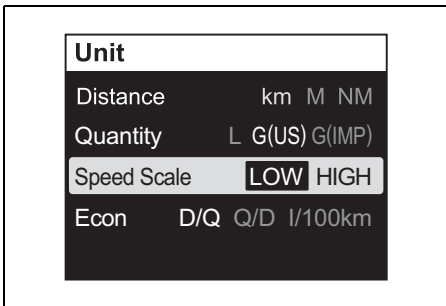 Unit
Distance km M NM
Quantity L G(US) G(IMP)
Speed Scale LOW HIGH
Econ D/Q Q/D l/100km